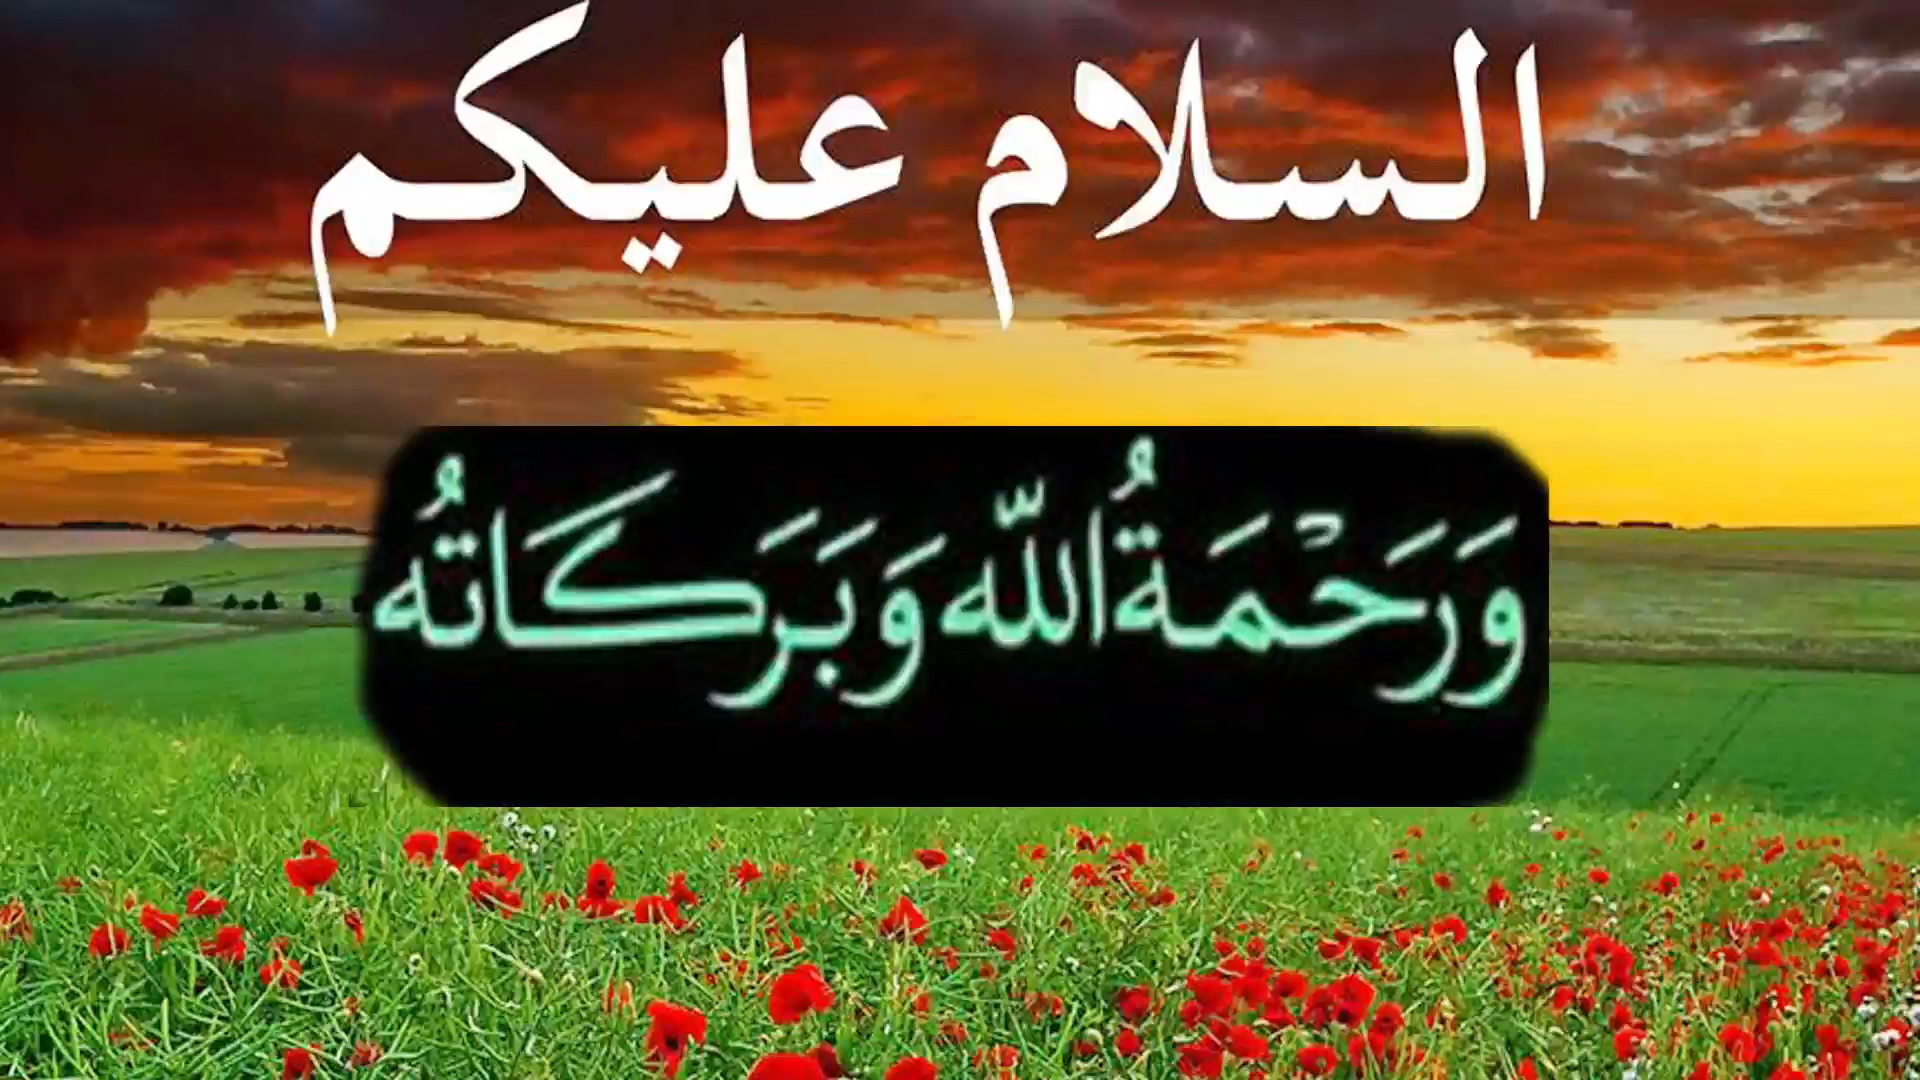 السلام عليكم
وَرَحْمَةُ اللّٰه وَبَرَكَاتُه